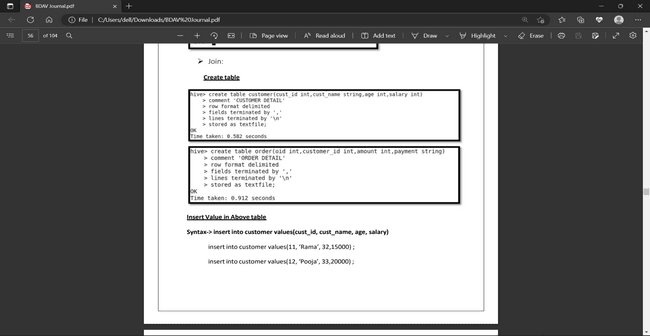 BDAV Journal.pdf
File
C:/Users/dell/Downloads/BDAV%20Journal.pdf
56 of 104
Page view
Read aloud
Add text
Draw
Highlight
Erase
➢ Join:
Create table
hive> create table customer(cust_id int,cust_name string,age int,salary int)
> comment 'CUSTOMER DETAIL'
> row format delimited
> fields terminated by ','
> lines terminated by '\n'
> stored as textfile;
OK
Time taken: 0.582 seconds
hive> create table order(oid int,customer_id int,amount int,payment string)
> comment 'ORDER DETAIL'
> row format delimited
> fields terminated by ','
> lines terminated by '\n'
> stored as textfile;
OK
Time taken: 0.912 seconds
Insert Value in Above table
Syntax-> insert into customer values(cust_id, cust_name, age, salary)
insert into customer values(11, 'Rama', 32,15000) ;
insert into customer values(12, 'Pooja', 33,20000) ;